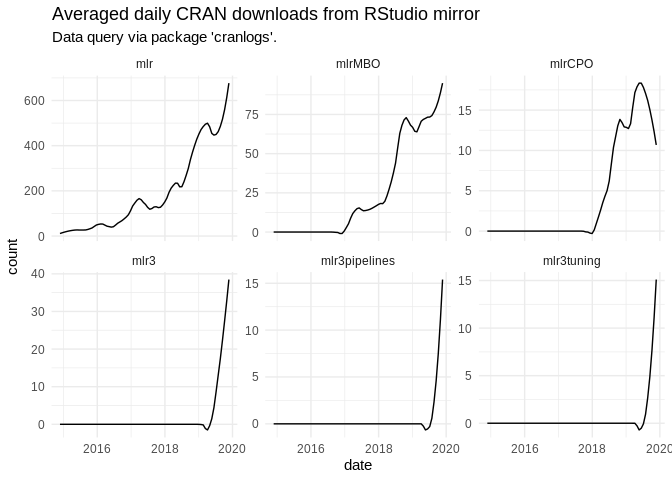 Averaged daily CRAN downloads from RStudio mirror
Data query via package 'cranlogs'.
mlr
mlrMBO
mlrCPO
600
400
200
0
75
50
25
0
15
10
5
0
count
mlr3
mlr3pipelines
mlr3tuning
40
30
20
10
0
15
10
5
0
15
10
5
0
2016 2018 2020
2016 2018 2020
2016 2018 2020
date